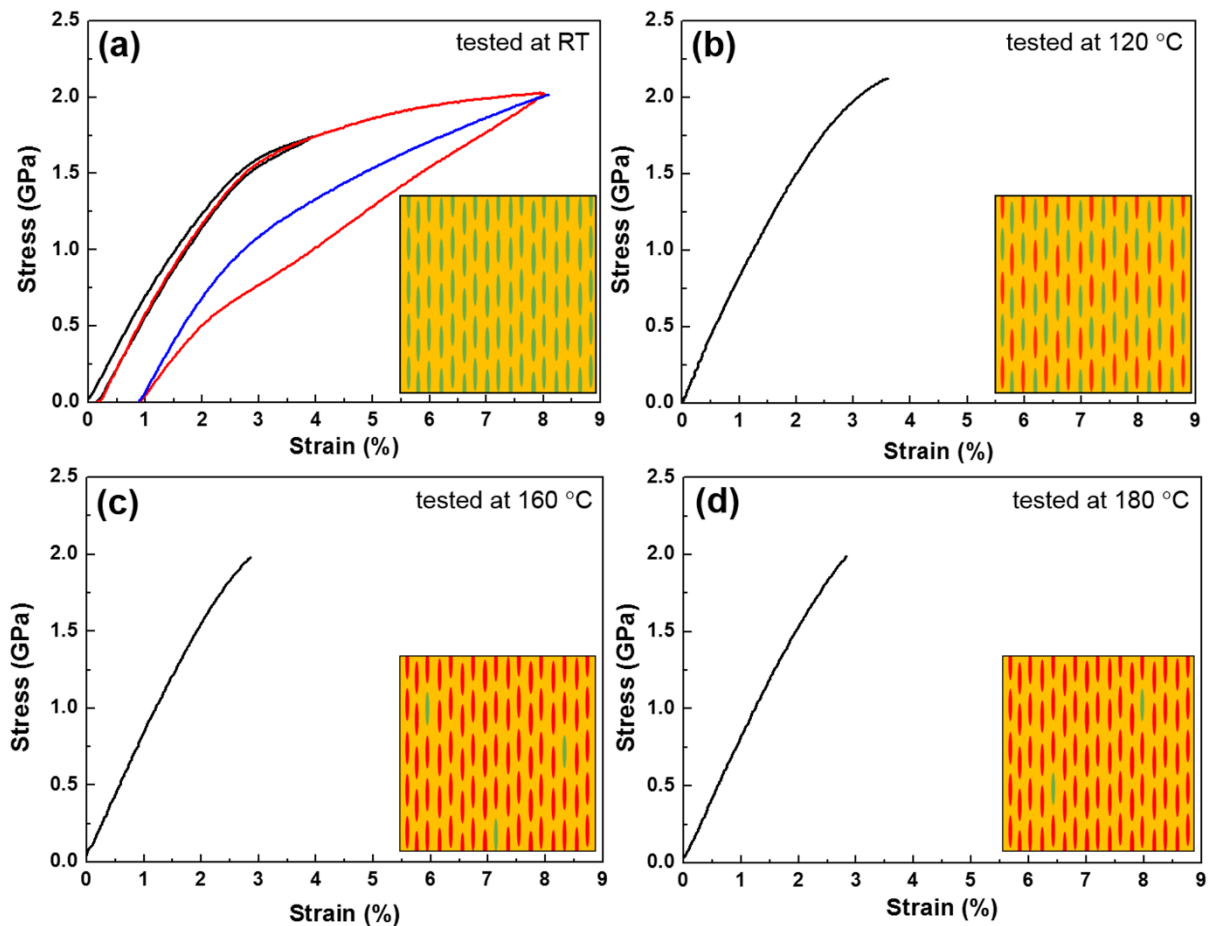 (a)
tested at RT
2.5
2.0
1.5
1.0
0.5
0.0
Stress (GPa)
0 1 2 3 4 5 6 7 8 9
Strain (%)
(b)
tested at 120 °C
2.5
2.0
1.5
1.0
0.5
0.0
Stress (GPa)
0 1 2 3 4 5 6 7 8 9
Strain (%)
(c)
tested at 160 °C
2.5
2.0
1.5
1.0
0.5
0.0
Stress (GPa)
0 1 2 3 4 5 6 7 8 9
Strain (%)
(d)
tested at 180 °C
2.5
2.0
1.5
1.0
0.5
0.0
Stress (GPa)
0 1 2 3 4 5 6 7 8 9
Strain (%)